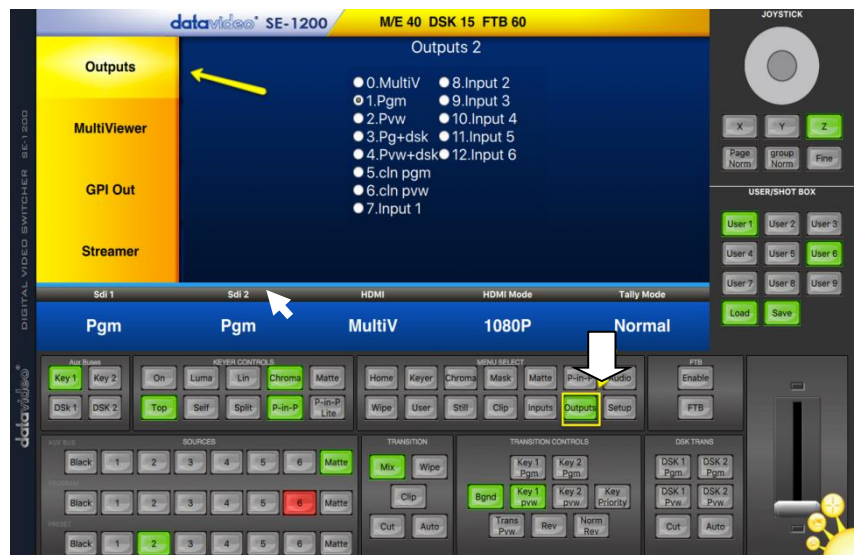 datavideo® SE-1200
M/E 40 DSK 15 FTB 60
Outputs
MultiViewer
GPI Out
Streamer
Outputs 2
0.MultiV
1.Pgm
2.Pvw
3.Pg+dsk
4.Pvw+dsk
5.cln pgm
6.cln pvw
7.Input 1
8.Input 2
9.Input 3
10.Input 4
11.Input 5
12.Input 6
Sdi 1 Sdi 2 HDMI HDMI Mode Tally Mode
Pgm Pgm MultiV 1080P Normal
DIGITAL VIDEO SWITCHER SE-1200
datavideo
JOYSTICK
X Y Z
Page Norm group Norm Fine
USER/SHOT BOX
User 1 User 2 User 3
User 4 User 5 User 6
User 7 User 8 User 9
Load Save
Aux Buses
Key 1 Key 2
DSk 1 DSK 2
KEYER CONTROLS
On Luma Lin Chroma Matte
Top Self Split P-in-P P-in-P Lite
MENU SELECT
Home Keyer Chroma Mask Matte P-in-P Audio
Wipe User Still Clip Inputs Outputs Setup
FTB
Enable
FTB
AUX BUS SOURCES
Black 1 2 3 4 5 6 Matte
PROGRAM
Black 1 2 3 4 5 6 Matte
PRESET
Black 1 2 3 4 5 6 Matte
TRANSITION
Mix Wipe
Clip
Cut Auto
TRANSITION CONTROLS
Key 1 Pgm Key 2 Pgm
Bgnd Key 1 pvw Key 2 pvw Key Priority
Trans Pvw Rev Norm Rev
DSK TRANS
DSK 1 Pgm DSK 2 Pgm
DSK 1 Pvw DSK 2 Pvw
Cut Auto